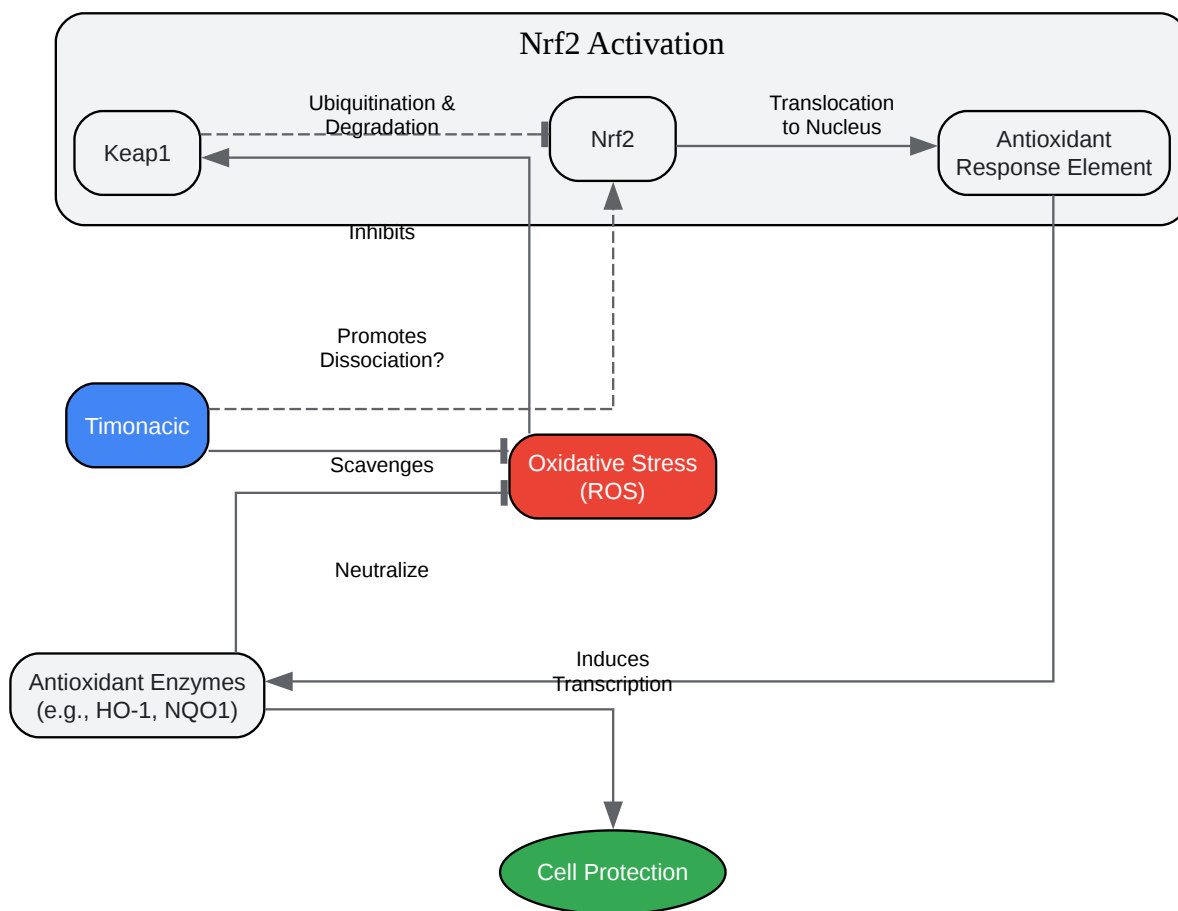 Nrf2 Activation
Ubiquitination &
Degradation
Translocation
to Nucleus
Keap1
Nrf2
Antioxidant
Response Element
Inhibits
Promotes
Dissociation?
Timonacic
Scavenges
Oxidative Stress
(ROS)
Neutralize
Induces
Transcription
Antioxidant Enzymes
(e.g., HO-1, NQO1)
Cell Protection